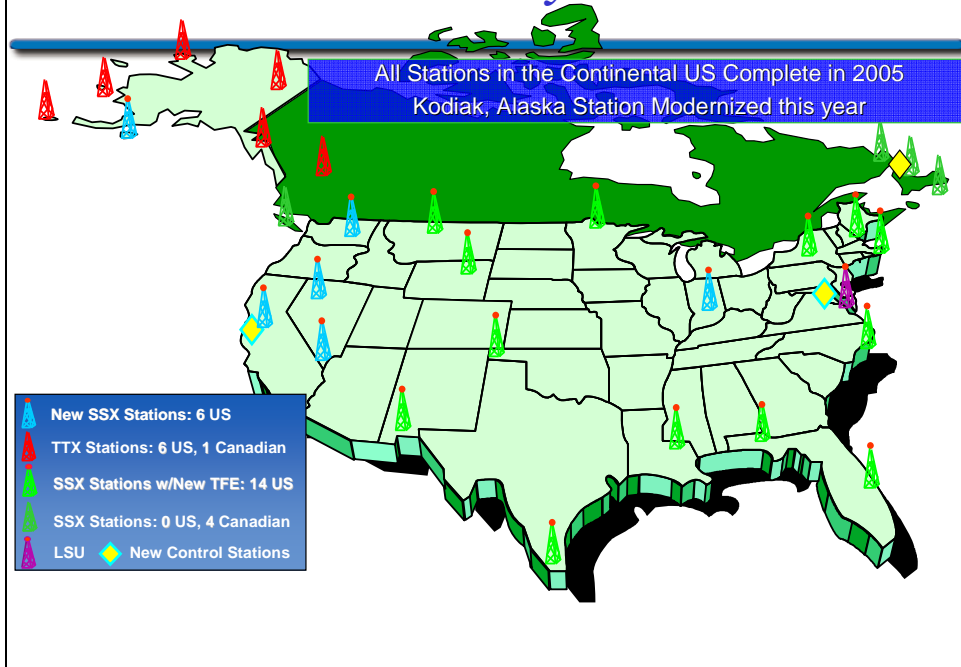 All Stations in the Continental US Complete in 2005
Kodiak, Alaska Station Modernized this year
New SSX Stations: 6 US
TTX Stations: 6 US, 1 Canadian
SSX Stations w/New TFE: 14 US
SSX Stations: 0 US, 4 Canadian
LSU New Control Stations